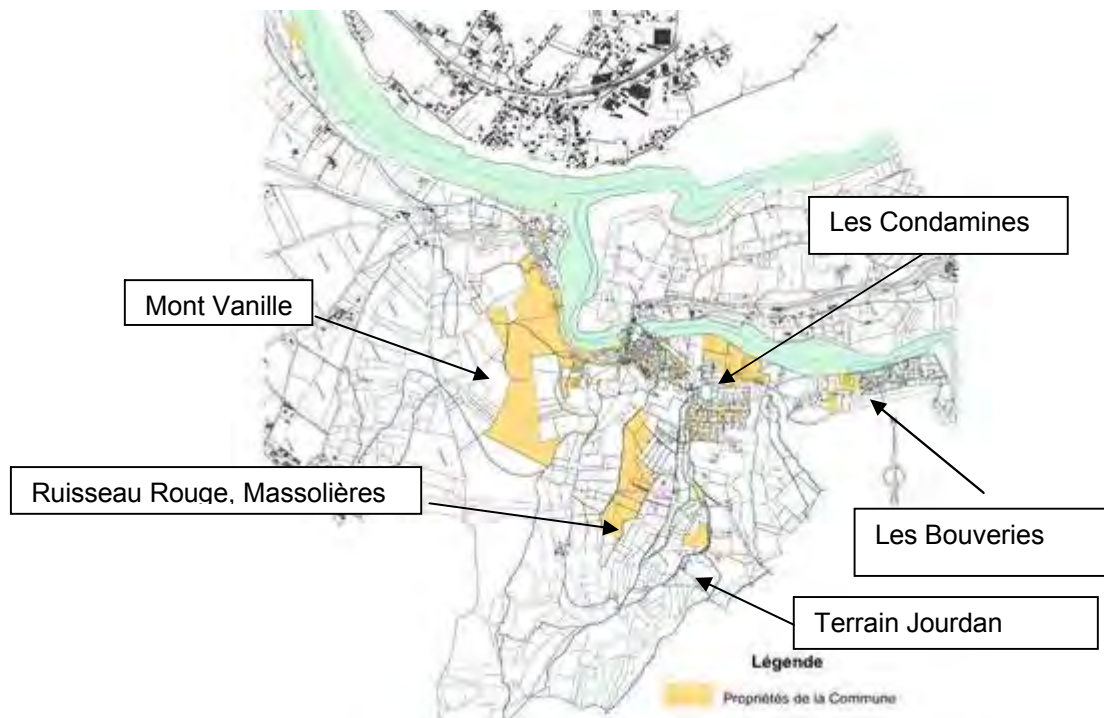 Les Condamines
Mont Vanille
Ruisseau Rouge, Massolières
Les Bouveries
Terrain Jourdan
Légende
Propriétés de la Commune